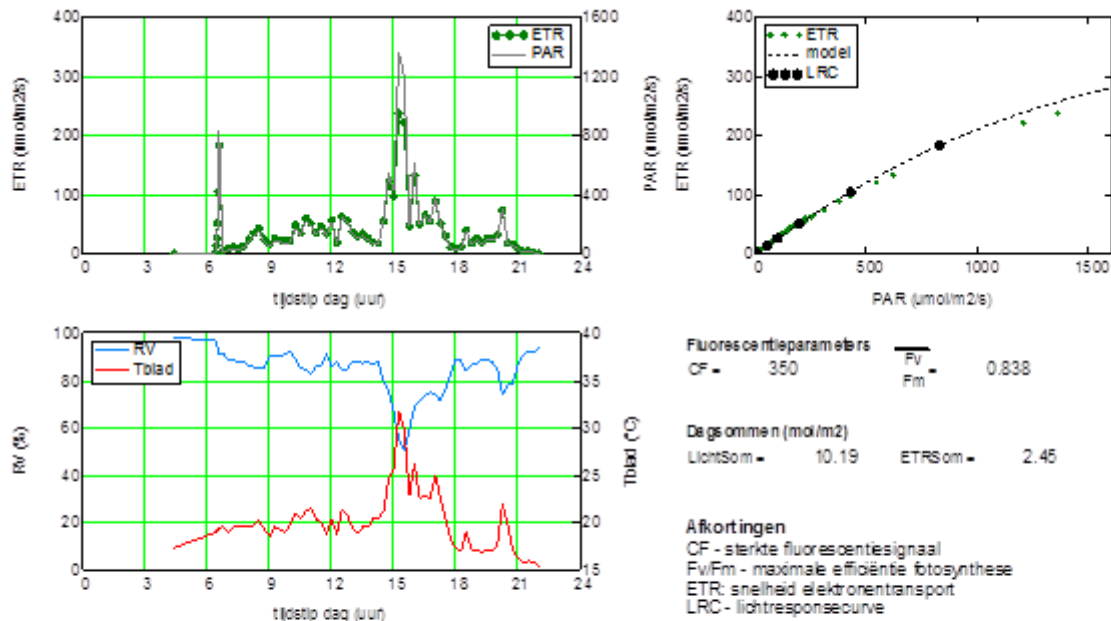 400
300
200
100
0
ETR (umol/m2/s)
1600
1200
800
400
0
PAR (umol/m2/s)
ETR
PAR
0 3 6 9 12 15 18 21 24
tijdstip dag (uur)
400
300
200
100
0
ETR (umol/m2/s)
ETR
model
LRC
0 500 1000 1500
PAR (umol/m2/s)
100
80
60
40
20
0
RV (%)
40
35
30
25
20
15
Tblad (°C)
RV
Tblad
0 3 6 9 12 15 18 21 24
tijdstip dag (uur)
Fluorescentieparameters
CF = 350 Fv
Fm = 0.838
Dagsommen (mol/m2)
LichtSom = 10.19 ETRSom = 2.45
Afkortingen
CF - sterkte fluorescentiesignaal
Fv/Fm - maximale efficiëntie fotosynthese
ETR: snelheid elektronentransport
LRC - lichtresponsecurve